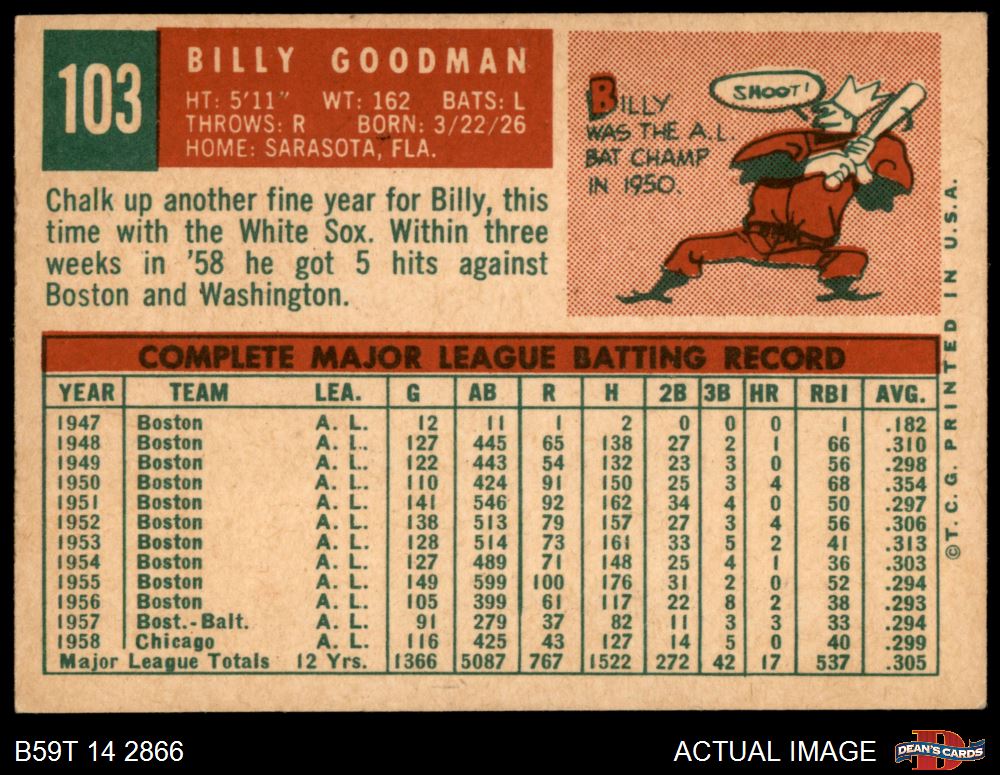 103
BILLY GOODMAN
HT: 5'11" WT: 162 BATS: L
THROWS: R BORN: 3/22/26
HOME: SARASOTA, FLA.
SHOOT!
BILLY
WAS THE A.L.
BAT CHAMP
IN 1950.
Chalk up another fine year for Billy, this
time with the White Sox. Within three
weeks in '58 he got 5 hits against
Boston and Washington.
COMPLETE MAJOR LEAGUE BATTING RECORD
YEAR TEAM LEA. G AB R H 2B 3B HR RBI AVG.
1947 Boston A. L. 12 11 1 2 0 0 0 1 .182
1948 Boston A. L. 127 445 65 138 27 2 1 66 .310
1949 Boston A. L. 122 443 54 132 23 3 0 56 .298
1950 Boston A. L. 110 424 91 150 25 3 4 68 .354
1951 Boston A. L. 141 546 92 162 34 4 0 50 .297
1952 Boston A. L. 138 513 79 157 27 3 4 56 .306
1953 Boston A. L. 128 514 73 161 33 5 2 41 .313
1954 Boston A. L. 127 489 71 148 25 4 1 36 .303
1955 Boston A. L. 149 599 100 176 31 2 0 52 .294
1956 Boston A. L. 105 399 61 117 22 8 2 38 .293
1957 Bost.-Balt. A. L. 91 279 37 82 11 3 3 33 .294
1958 Chicago A. L. 116 425 43 127 14 5 0 40 .299
Major League Totals 12 Yrs. 1366 5087 767 1522 272 42 17 537 .305
©T.C.G. PRINTED IN U.S.A.
B59T 14 2866
ACTUAL IMAGE
DEAN'S CARDS